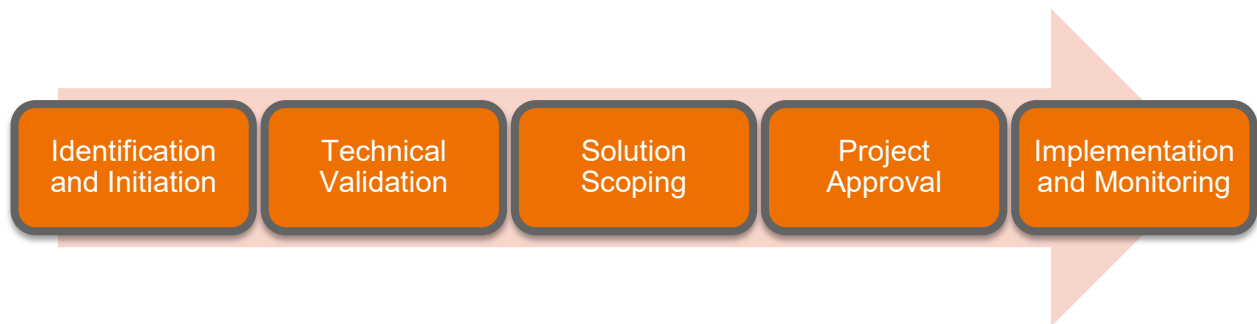 Identification
and Initiation
Technical
Validation
Solution
Scoping
Project
Approval
Implementation
and Monitoring